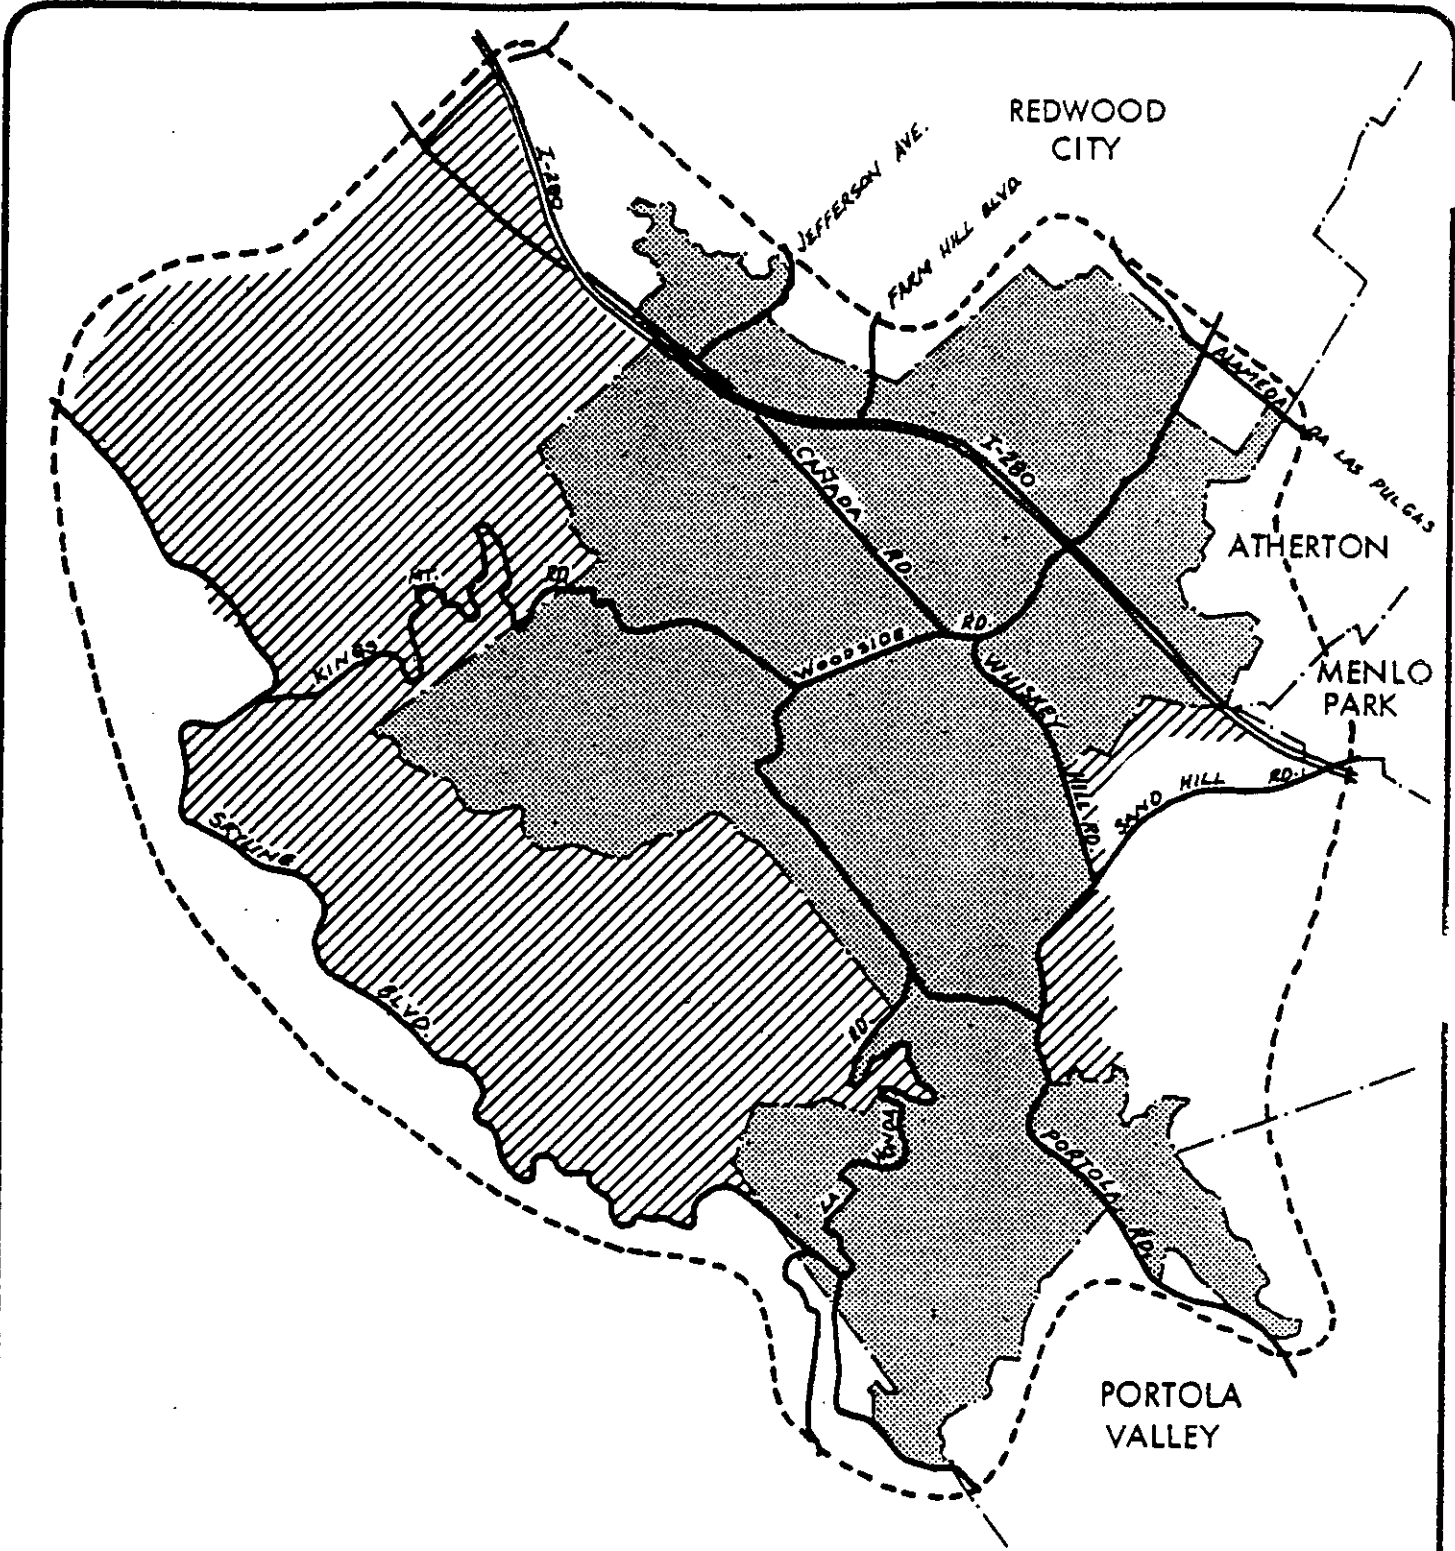 REDWOOD
CITY
JEFFERSON AVE.
FARM HILL BLVD.
I-280
ALAMEDA
DA LAS PULGAS
I-280
CAÑADA
RD.
ATHERTON
MT.
RD.
KINGS
WOODSIDE
RD.
MENLO
PARK
WHISKEY
HILL RD.
SAND HILL RD.
SKYLINE
BLVD.
RD.
HONDA
LA
PORTOLA RD.
PORTOLA
VALLEY